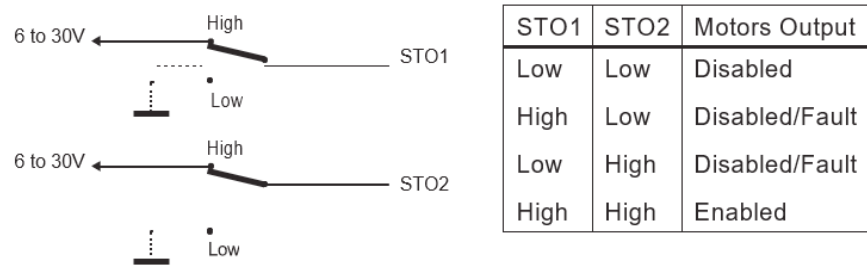 High
6 to 30V
STO1
Low
High
6 to 30V
STO2
Low
STO1 STO2 Motors Output
Low Low Disabled
High Low Disabled/Fault
Low High Disabled/Fault
High High Enabled